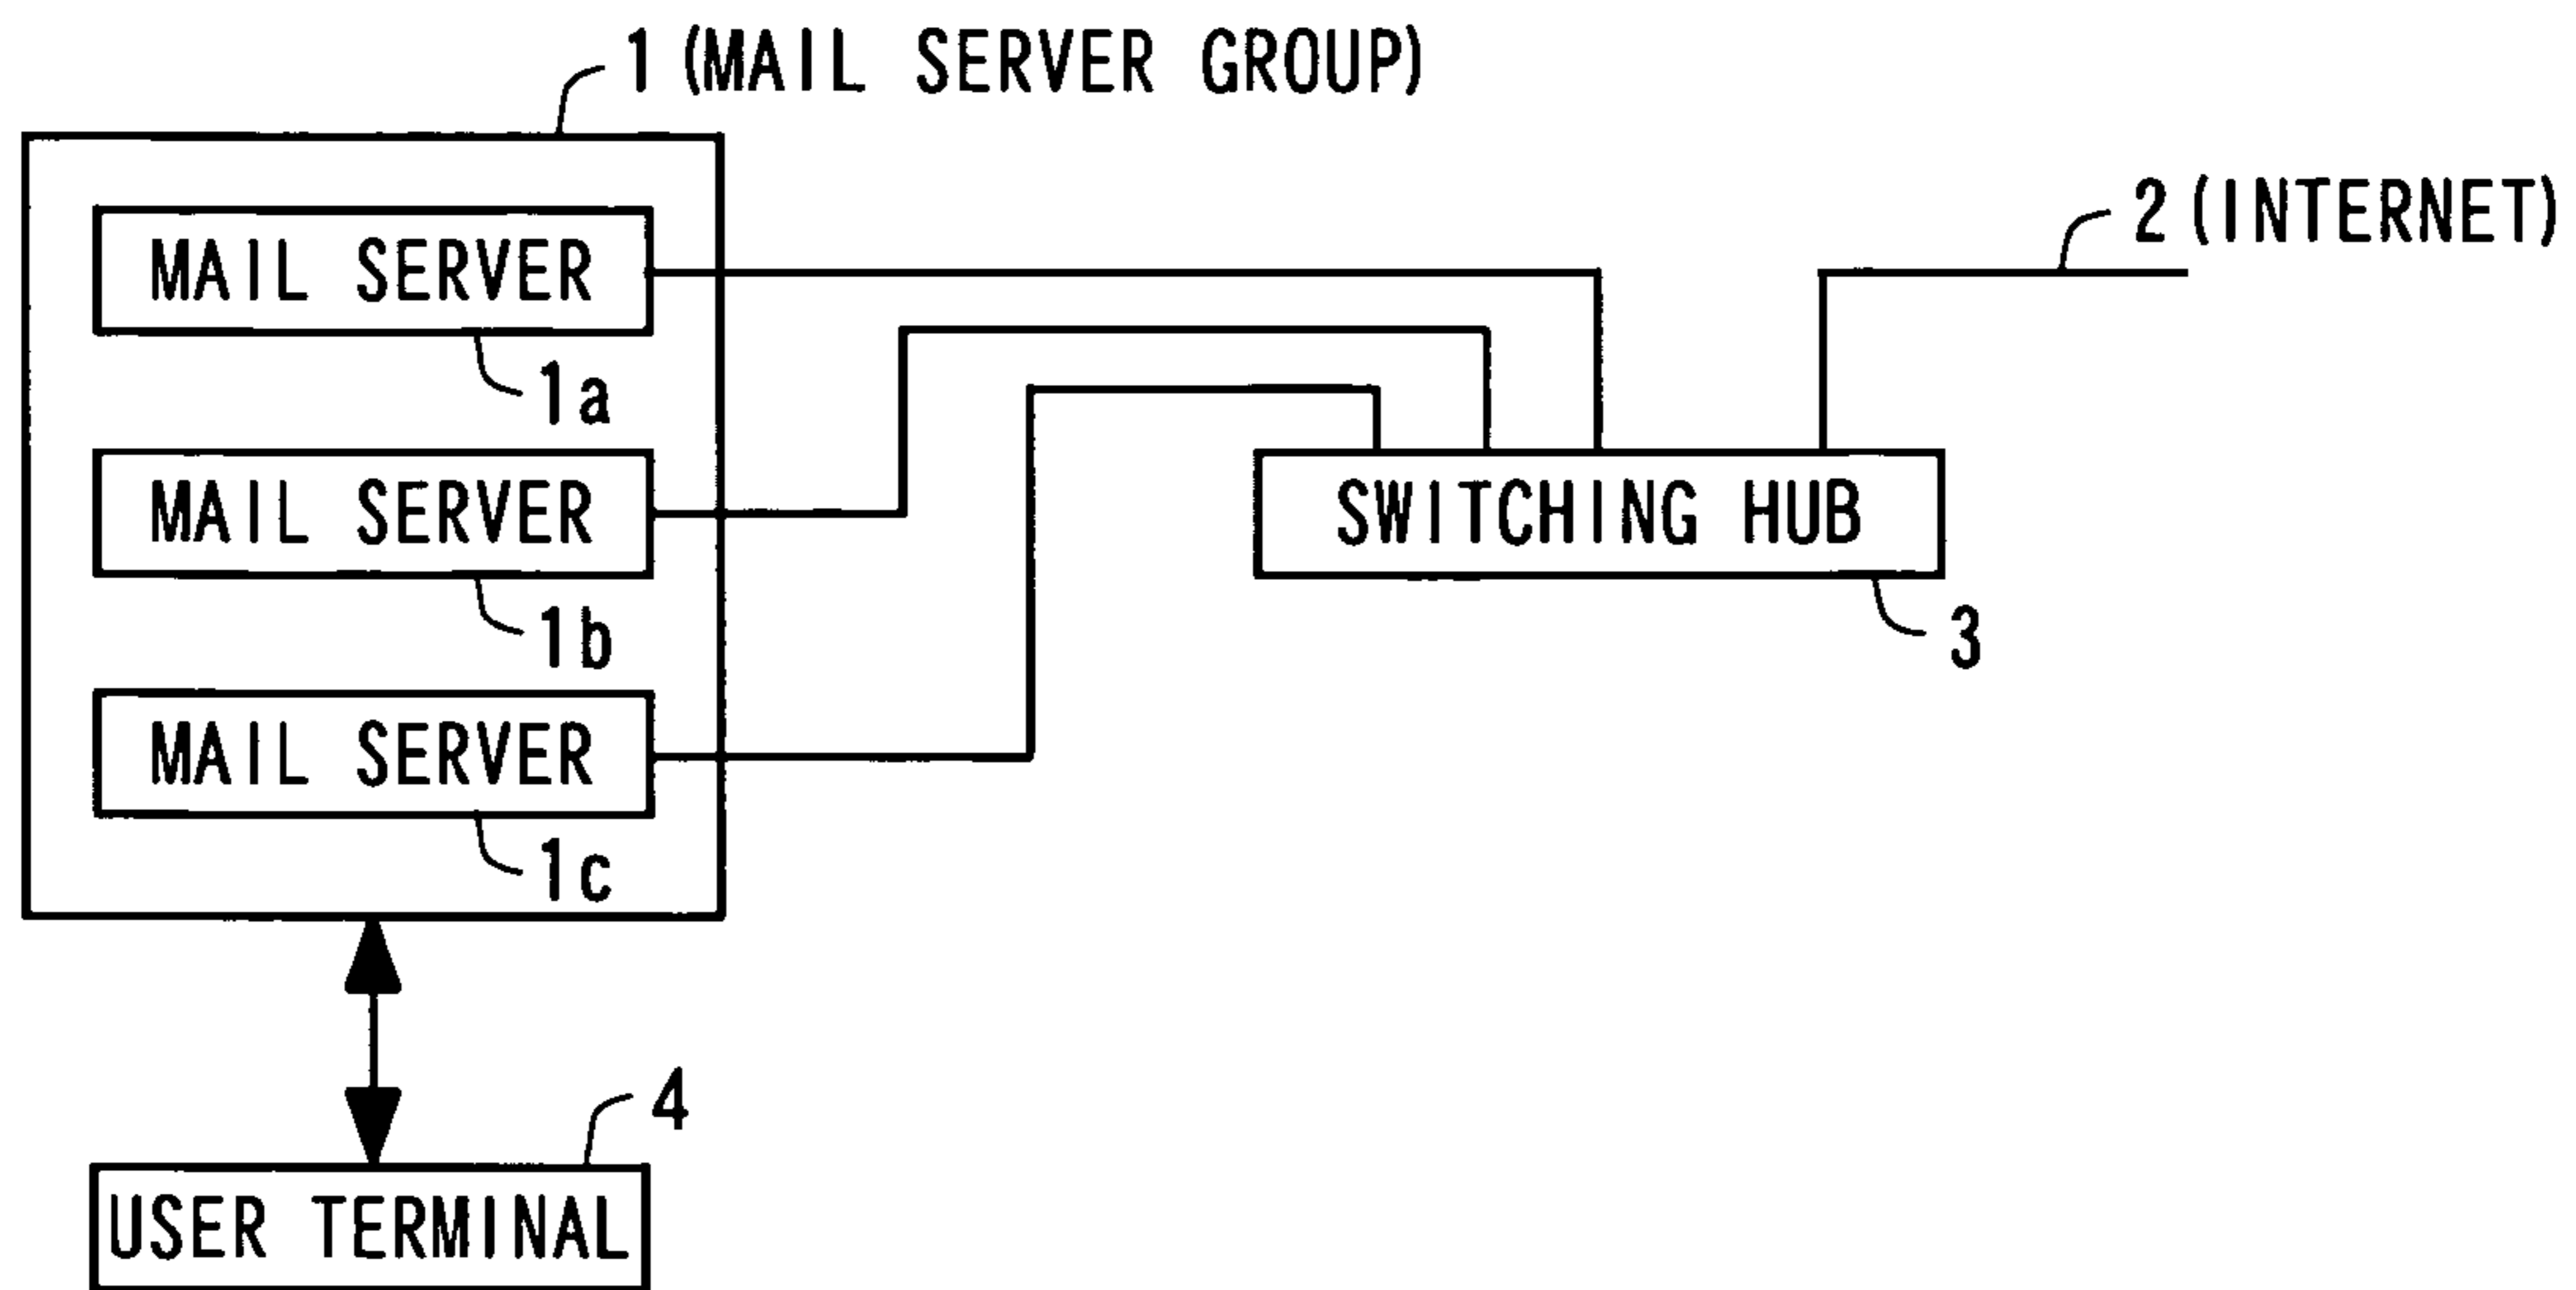 1 (MAIL SERVER GROUP)
2 (INTERNET)
MAIL SERVER
1a
MAIL SERVER
1b
SWITCHING HUB
3
MAIL SERVER
1c
4
USER TERMINAL